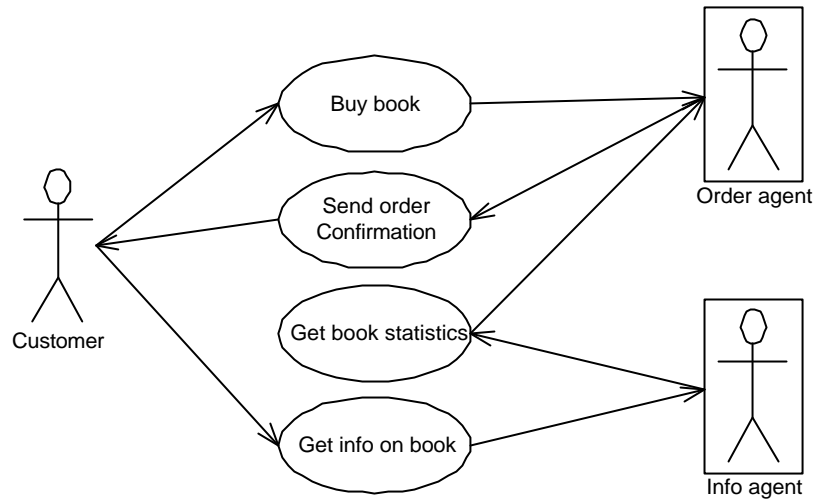 Buy book
Order agent
Send order
Confirmation
Customer
Get book statistics
Get info on book
Info agent